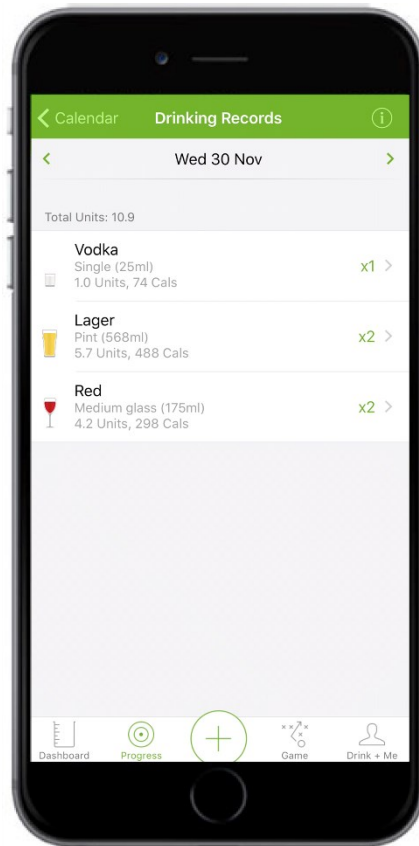 Calendar
Drinking Records
Wed 30 Nov
Total Units: 10.9
Vodka
Single (25ml)
1.0 Units, 74 Cals
x1
Lager
Pint (568ml)
5.7 Units, 488 Cals
x2
Red
Medium glass (175ml)
4.2 Units, 298 Cals
x2
Dashboard
Progress
Game
Drink + Me